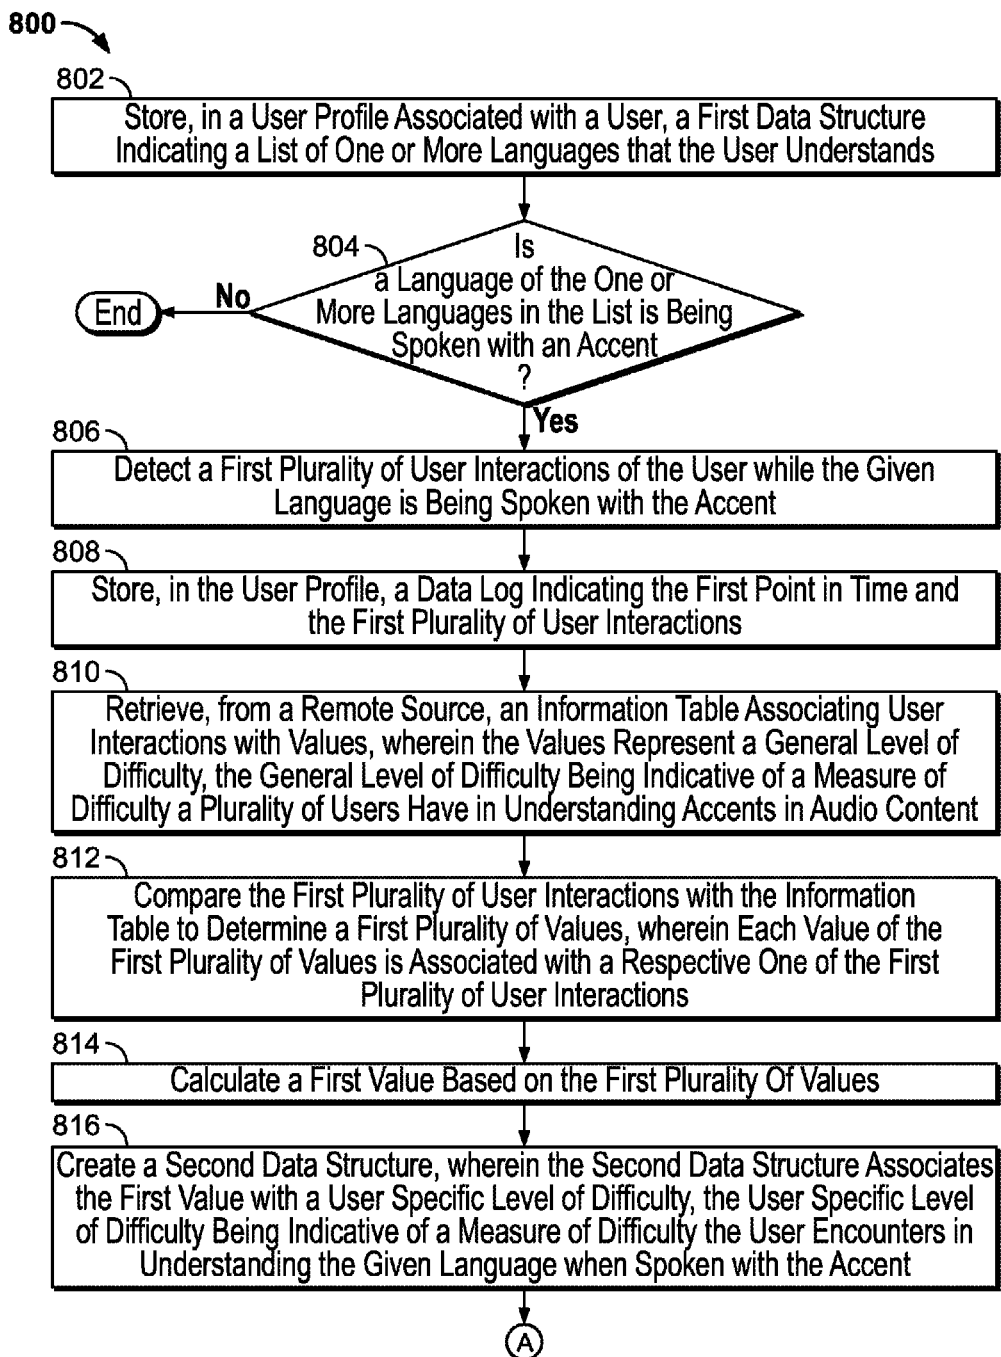 800
802
Store, in a User Profile Associated with a User, a First Data Structure
Indicating a List of One or More Languages that the User Understands
804
Is
a Language of the One or
More Languages in the List is Being
Spoken with an Accent
?
No
End
Yes
806
Detect a First Plurality of User Interactions of the User while the Given
Language is Being Spoken with the Accent
808
Store, in the User Profile, a Data Log Indicating the First Point in Time and
the First Plurality of User Interactions
810
Retrieve, from a Remote Source, an Information Table Associating User
Interactions with Values, wherein the Values Represent a General Level of
Difficulty, the General Level of Difficulty Being Indicative of a Measure of
Difficulty a Plurality of Users Have in Understanding Accents in Audio Content
812
Compare the First Plurality of User Interactions with the Information
Table to Determine a First Plurality of Values, wherein Each Value of the
First Plurality of Values is Associated with a Respective One of the First
Plurality of User Interactions
814
Calculate a First Value Based on the First Plurality Of Values
816
Create a Second Data Structure, wherein the Second Data Structure Associates
the First Value with a User Specific Level of Difficulty, the User Specific Level
of Difficulty Being Indicative of a Measure of Difficulty the User Encounters in
Understanding the Given Language when Spoken with the Accent
A